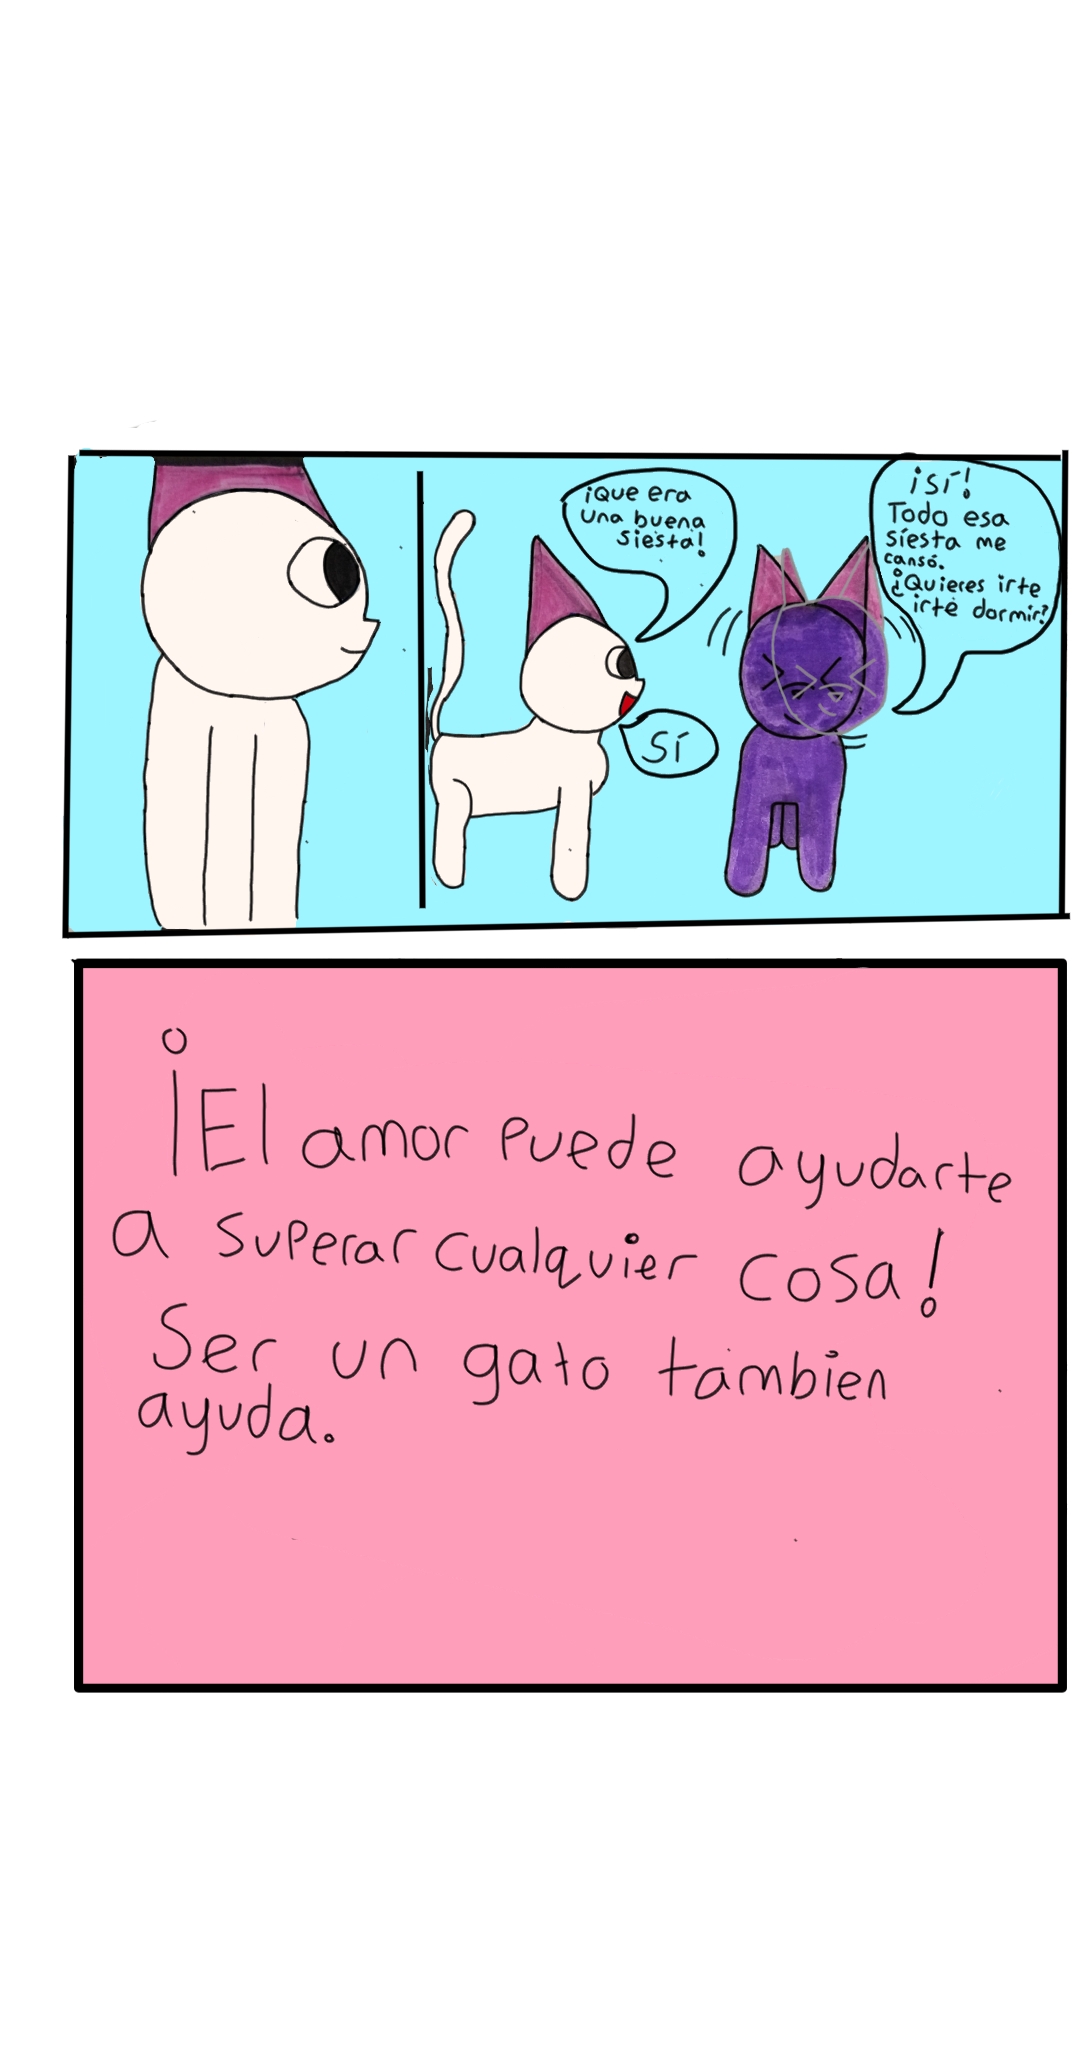 ¡Que era
una buena
siesta!
¡SÍ!
Todo esa
siesta me
cansó.
¿Quieres irte
irte dormir?
SÍ
¡El amor puede ayudarte
a superar cualquier cosa!
Ser un gato tambien
ayuda.